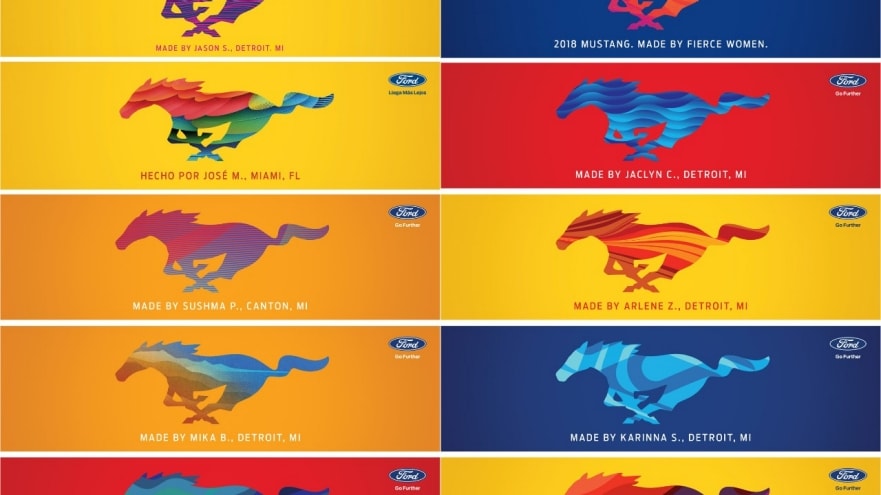 MADE BY JASON S., DETROIT. MI
2018 MUSTANG. MADE BY FIERCE WOMEN.
Ford
Llega Más Lejos
HECHO POR JOSÉ M., MIAMI, FL
Ford
Go Further
MADE BY JACLYN C., DETROIT, MI
Ford
Go Further
MADE BY SUSHMA P., CANTON, MI
Ford
Go Further
MADE BY ARLENE Z., DETROIT, MI
Ford
Go Further
MADE BY MIKA B., DETROIT, MI
Ford
Go Further
MADE BY KARINNA S., DETROIT, MI
Ford
Go Further
Ford
Go Further